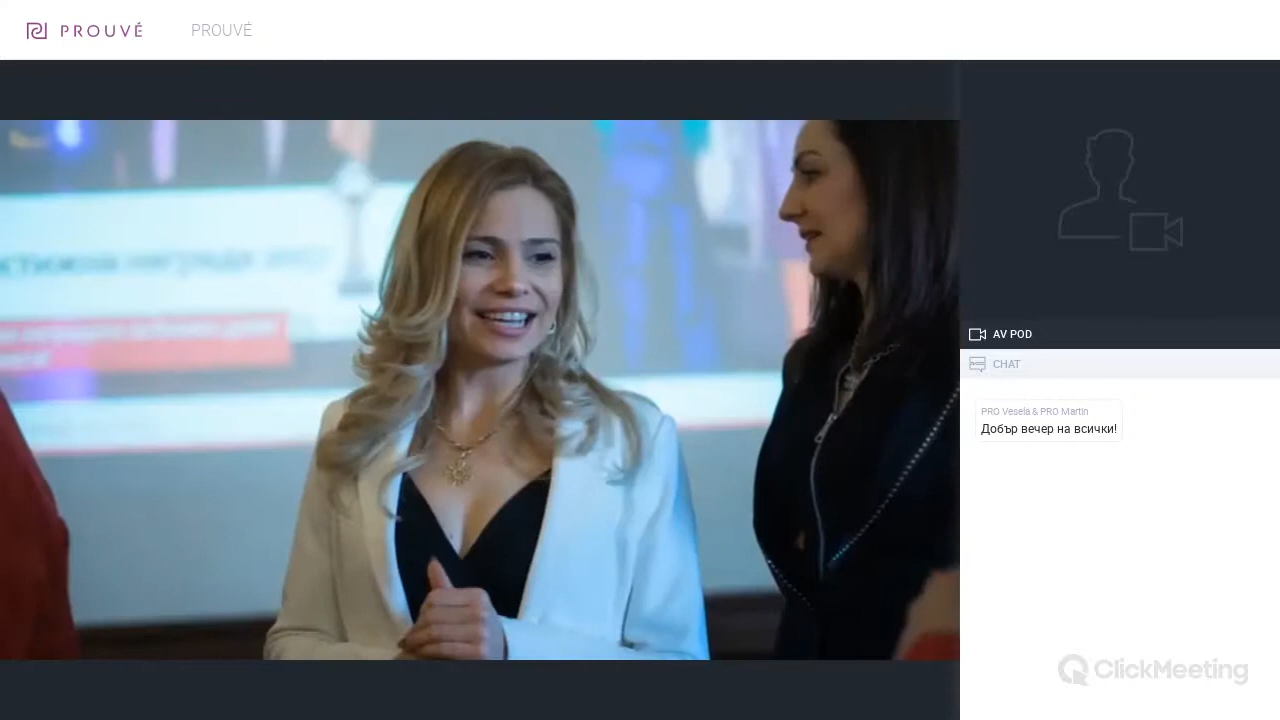 PROUVÉ
PROUVÉ
AV POD
CHAT
PRO Vesela & PRO Martin
Добър вечер на всички!
ClickMeeting